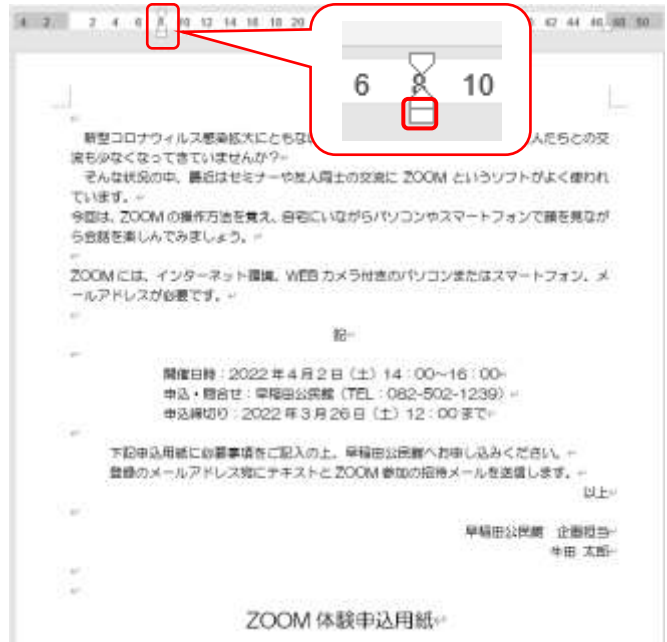 4 2 2 4 6 8 10 12 14 16 18 20 42 44 46 48 50
6 8 10
新型コロナウィルス感染拡大にともな 人たちとの交
流も少なくなってきていませんか?
そんな状況の中、最近はセミナーや友人同士の交流に ZOOM というソフトがよく使われ
ています。
今回は、ZOOM の操作方法を覚え、自宅にいながらパソコンやスマートフォンで顔を見なが
ら会話を楽しんでみましょう。
ZOOM には、インターネット環境、WEB カメラ付きのパソコンまたはスマートフォン、メ
ールアドレスが必要です。
記
開催日時:2022 年 4 月 2 日(土)14:00~16:00
申込・問合せ:早稲田公民館(TEL:082-502-1239)
申込締切り:2022 年 3 月 26 日(土)12:00 まで
下記申込用紙に必要事項をご記入の上、早稲田公民館へお申し込みください。
登録のメールアドレス宛にテキストと ZOOM 参加の招待メールを送信します。
以上
早稲田公民館 企画担当
牛田 太郎
ZOOM 体験申込用紙